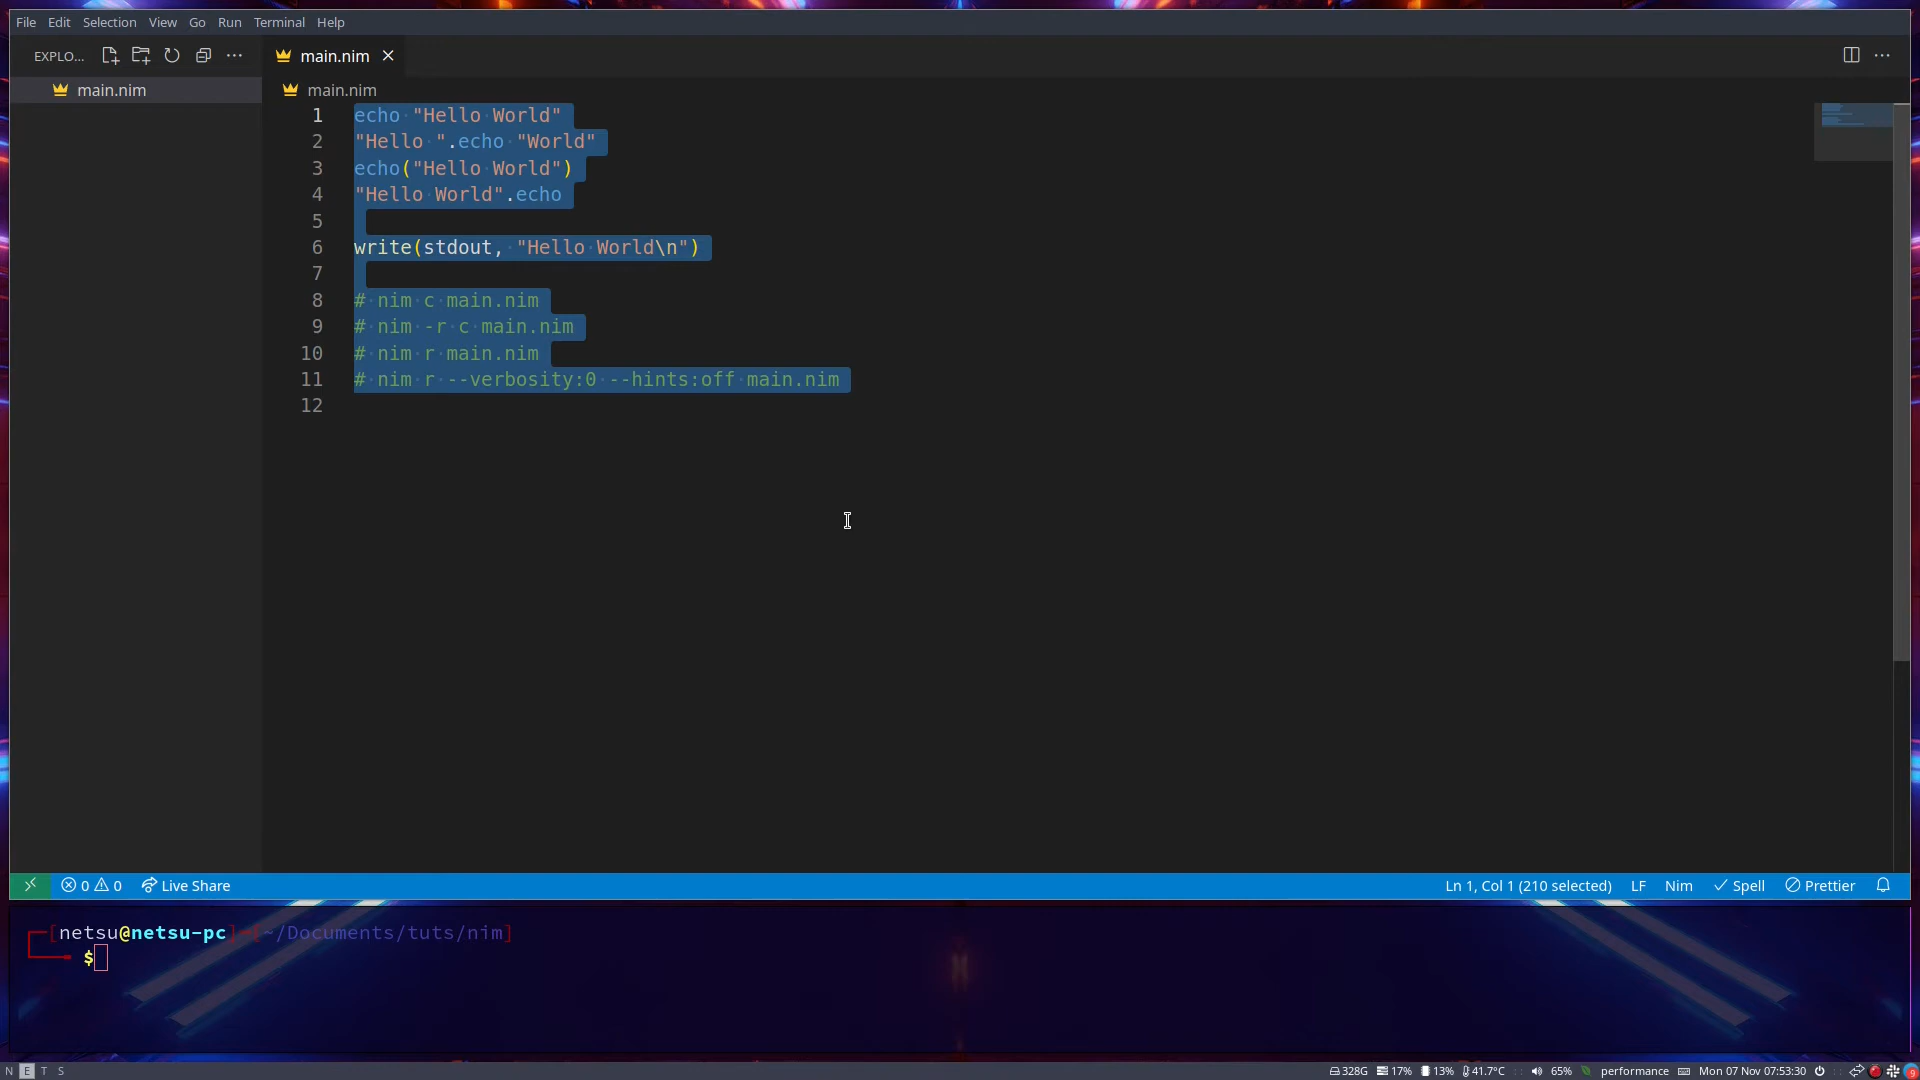 File Edit Selection View Go Run Terminal Help
EXPLO...
main.nim
main.nim
main.nim
1 echo "Hello World"
2 "Hello ".echo "World"
3 echo("Hello World")
4 "Hello World".echo
5
6 write(stdout, "Hello World\n")
7
8 # nim c main.nim
9 # nim -r c main.nim
10 # nim r main.nim
11 # nim r --verbosity:0 --hints:off main.nim
12
0 0 Live Share
Ln 1, Col 1 (210 selected) LF Nim Spell Prettier
[netsu@netsu-pc]-[~/Documents/tuts/nim]
$
N E T S
328G 17% 13% 41.7°C 65% performance Mon 07 Nov 07:53:30 9